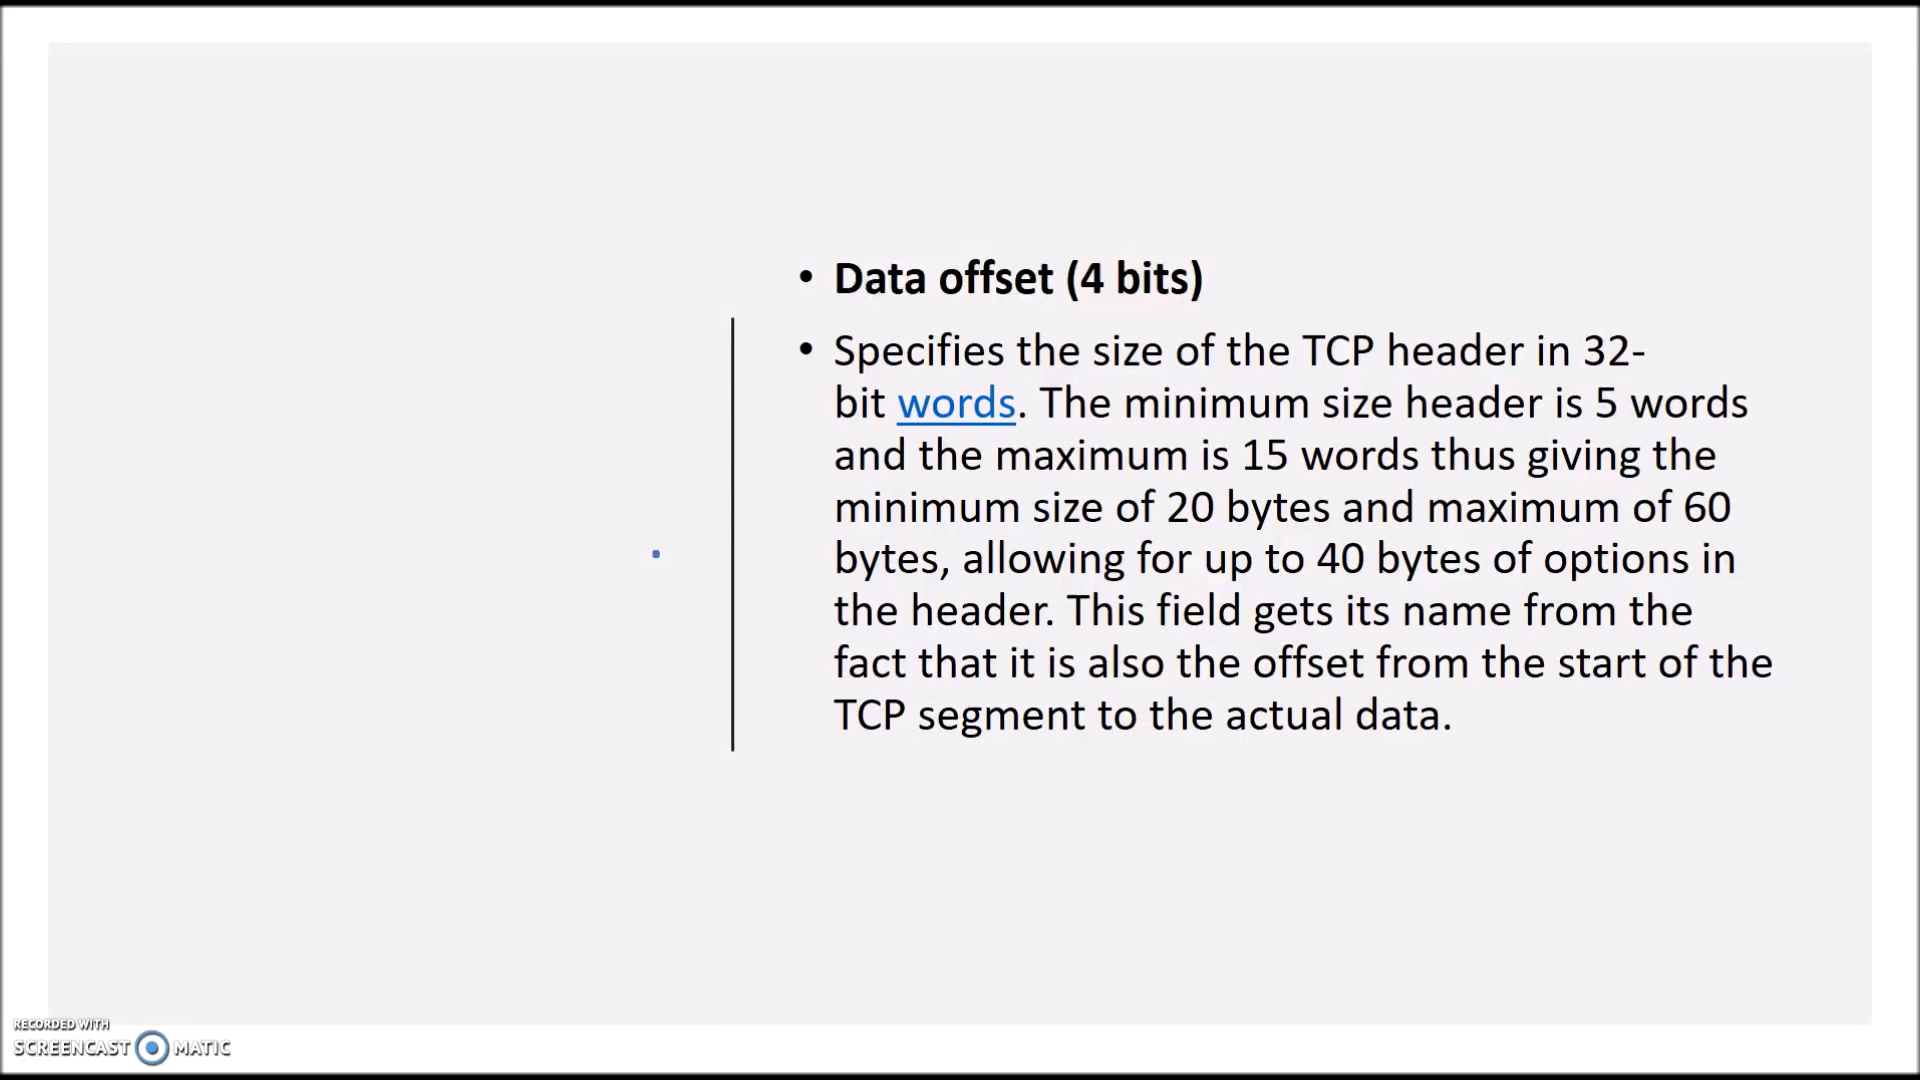 • Data offset (4 bits)
• Specifies the size of the TCP header in 32-
bit words. The minimum size header is 5 words
and the maximum is 15 words thus giving the
minimum size of 20 bytes and maximum of 60
bytes, allowing for up to 40 bytes of options in
the header. This field gets its name from the
fact that it is also the offset from the start of the
TCP segment to the actual data.
RECORDED WITH
SCREENCAST MATIC